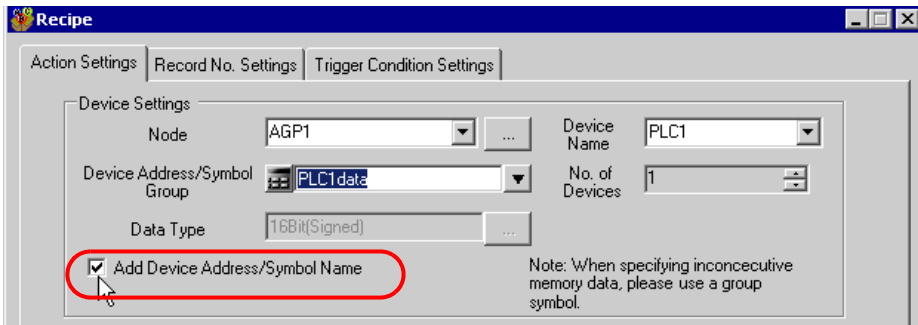 Recipe
Action Settings Record No. Settings Trigger Condition Settings
Device Settings
Node AGP1 ... Device Name PLC1
Device Address/Symbol Group PLC1data No. of Devices 1
Data Type 16Bit(Signed) ...
Add Device Address/Symbol Name
Note: When specifying inconcecutive
memory data, please use a group
symbol.